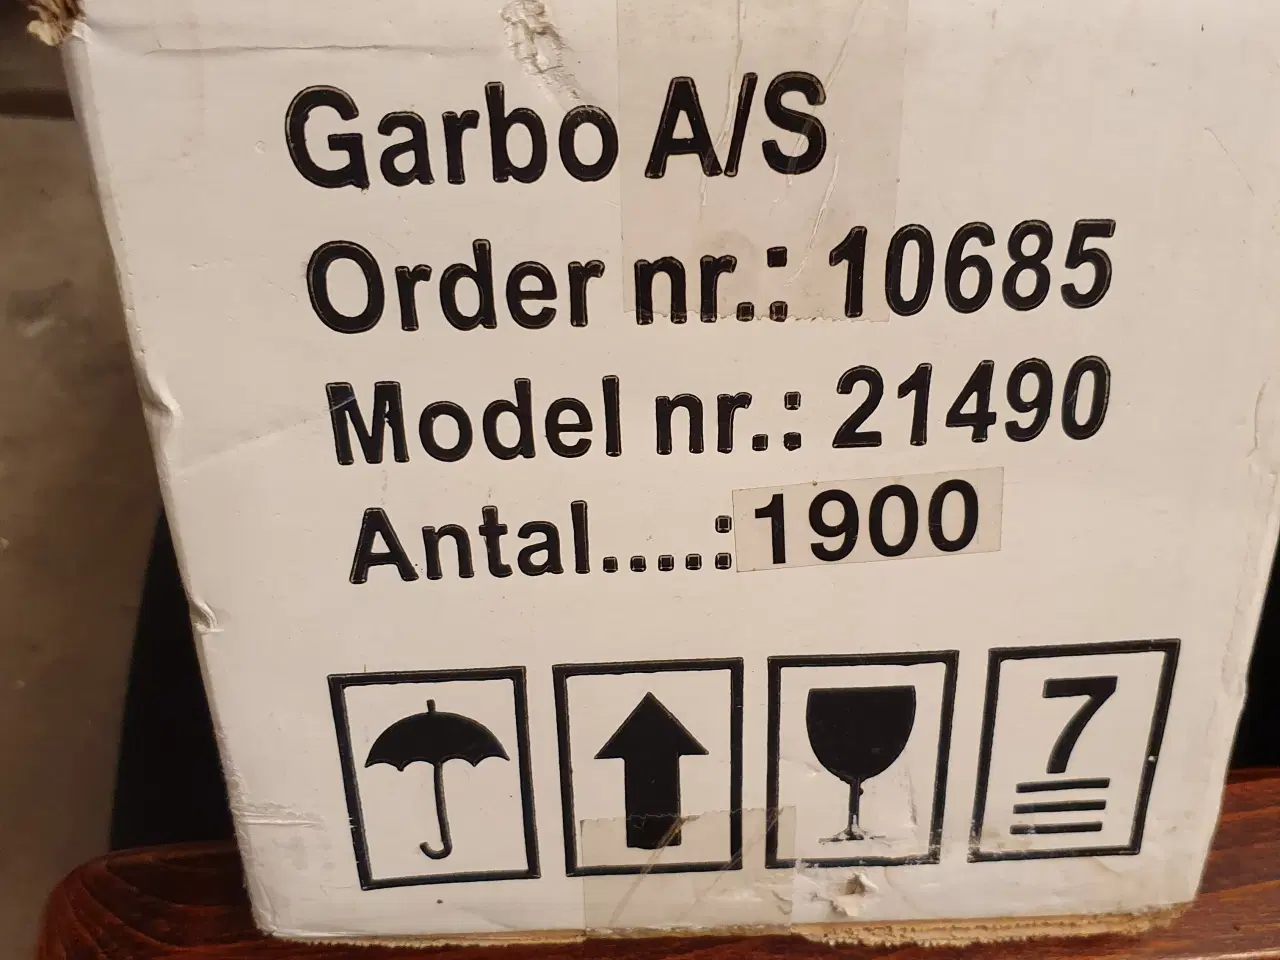 Garbo A/S
Order nr.: 10685
Model nr.: 21490
Antal.....: 1900
7